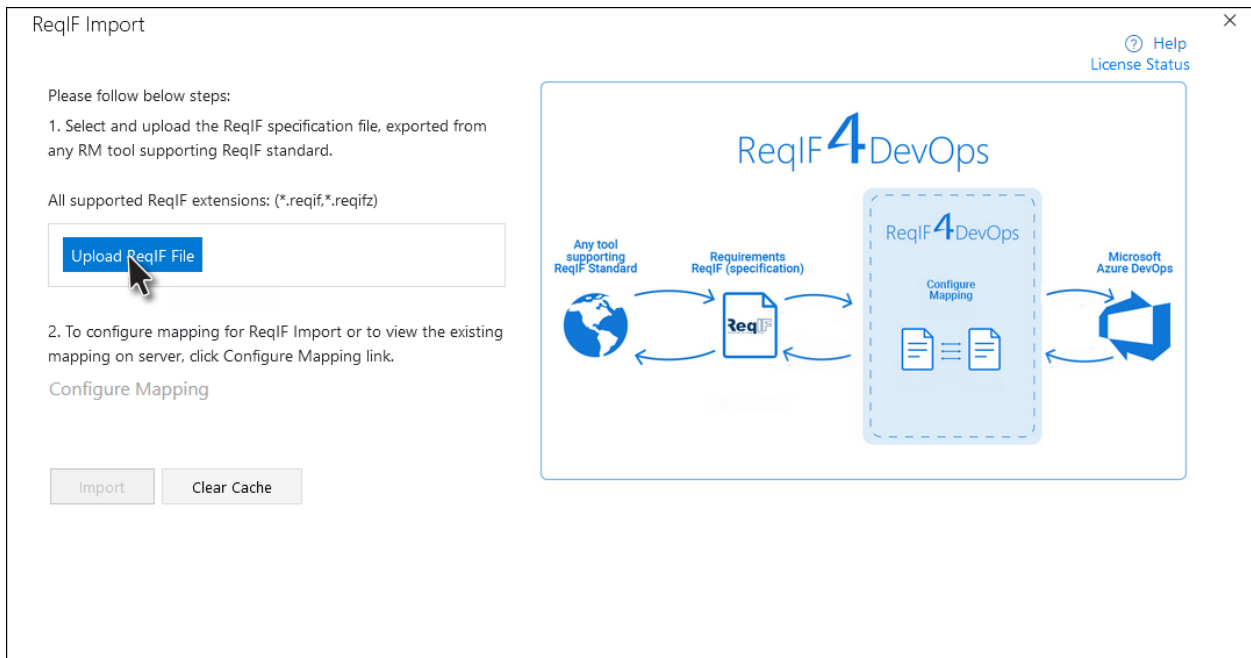 ReqIF Import
Help
License Status
Please follow below steps:
1. Select and upload the ReqIF specification file, exported from
any RM tool supporting ReqIF standard.
All supported ReqIF extensions: (*.reqif,*.reqifz)
Upload ReqIF File
2. To configure mapping for ReqIF Import or to view the existing
mapping on server, click Configure Mapping link.
Configure Mapping
Import
Clear Cache
ReqIF4DevOps
Any tool
supporting
ReqIF Standard
Requirements
ReqIF (specification)
ReqIF
ReqIF4DevOps
Configure
Mapping
Microsoft
Azure DevOps